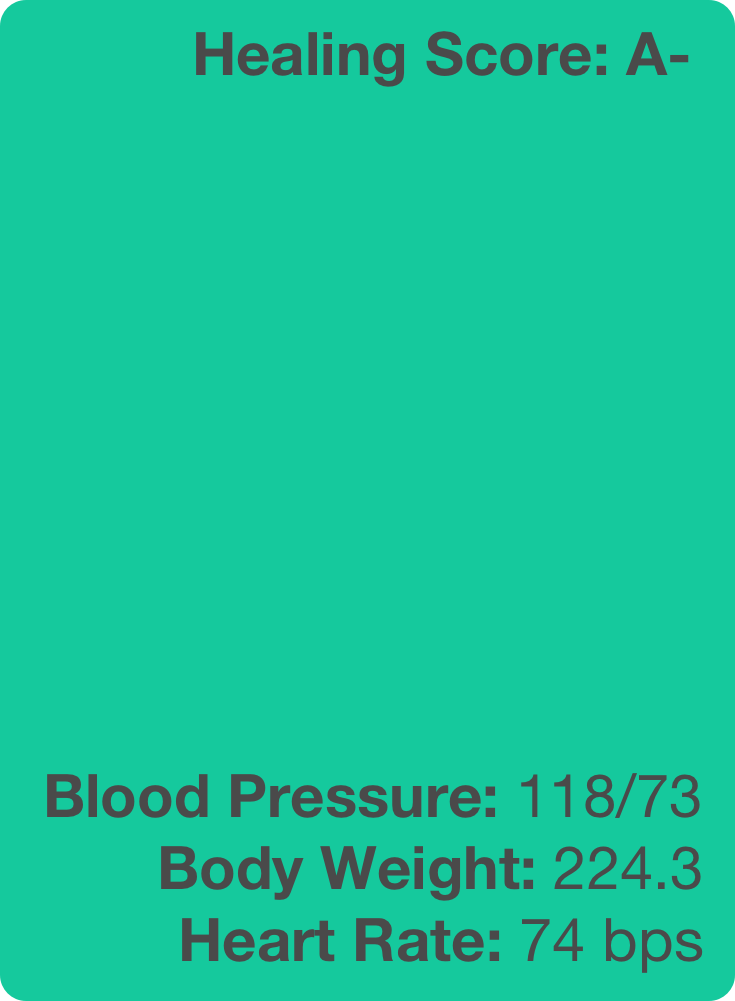 Healing Score: A-
Blood Pressure: 118/73
Body Weight: 224.3
Heart Rate: 74 bps